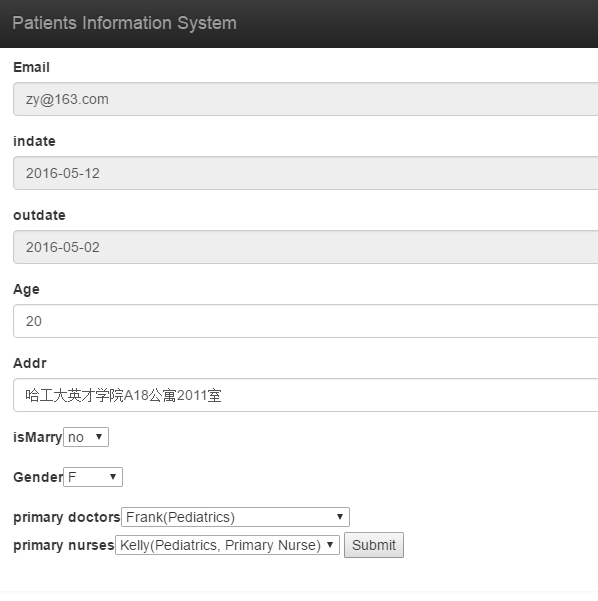 Patients Information System
Email
zy@163.com
indate
2016-05-12
outdate
2016-05-02
Age
20
Addr
哈工大英才学院A18公寓2011室
isMarry no
Gender F
primary doctors Frank(Pediatrics)
primary nurses Kelly(Pediatrics, Primary Nurse) Submit